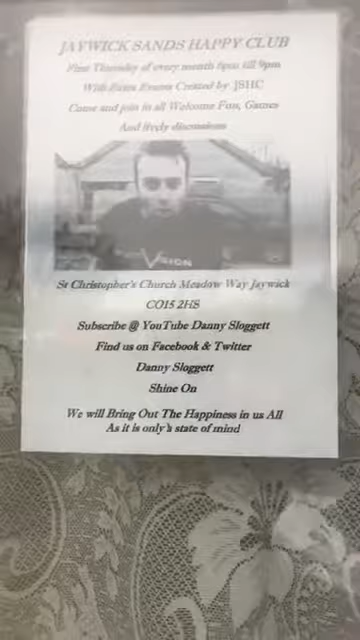 JAYWICK SANDS HAPPY CLUB
First Thursday of every month 6pm till 9pm
With Evans Created by JSHC
Come and join in all Welcome Fun, Games
And lively discussions
VISION
St Christopher's Church Meadow Way Jaywick
CO15 2HS
Subscribe @ YouTube Danny Sloggett
Find us on Facebook & Twitter
Danny Sloggett
Shine On
We will Bring Out The Happiness in us All
As it is only a state of mind